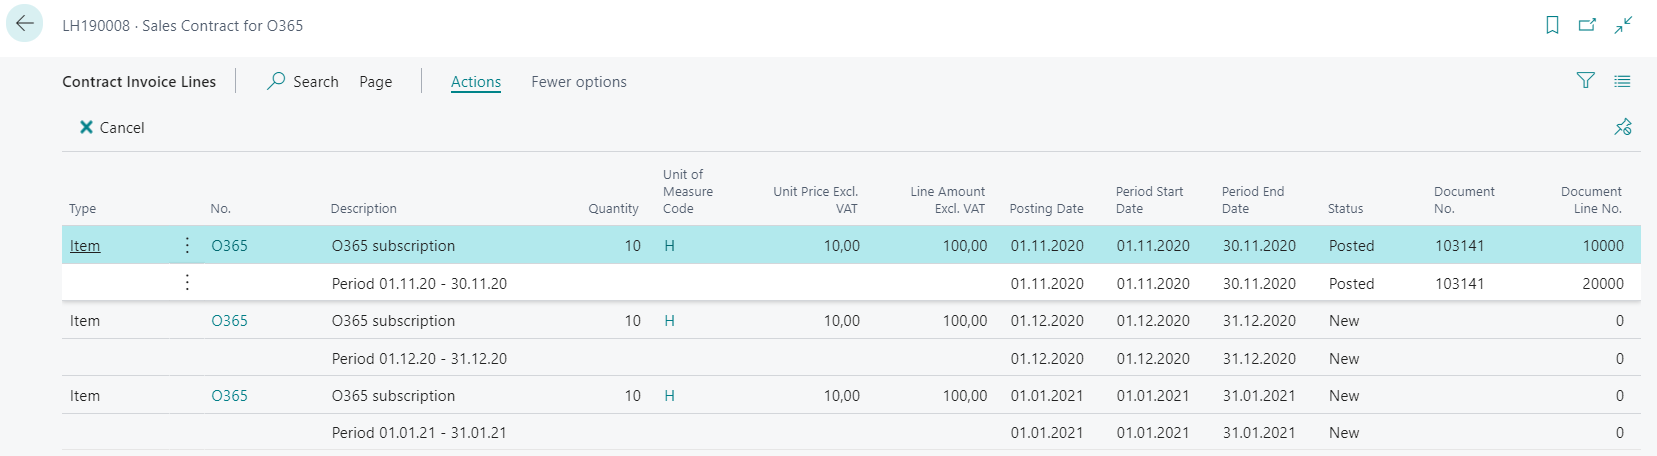 LH190008 · Sales Contract for O365
Contract Invoice Lines Search Page Actions Fewer options
Cancel
Type No. Description Quantity Unit of Measure Code Unit Price Excl. VAT Line Amount Excl. VAT Posting Date Period Start Date Period End Date Status Document No. Document Line No.
Item O365 O365 subscription 10 H 10,00 100,00 01.11.2020 01.11.2020 30.11.2020 Posted 103141 10000
Period 01.11.20 - 30.11.20 01.11.2020 01.11.2020 30.11.2020 Posted 103141 20000
Item O365 O365 subscription 10 H 10,00 100,00 01.12.2020 01.12.2020 31.12.2020 New 0
Period 01.12.20 - 31.12.20 01.12.2020 01.12.2020 31.12.2020 New 0
Item O365 O365 subscription 10 H 10,00 100,00 01.01.2021 01.01.2021 31.01.2021 New 0
Period 01.01.21 - 31.01.21 01.01.2021 01.01.2021 31.01.2021 New 0